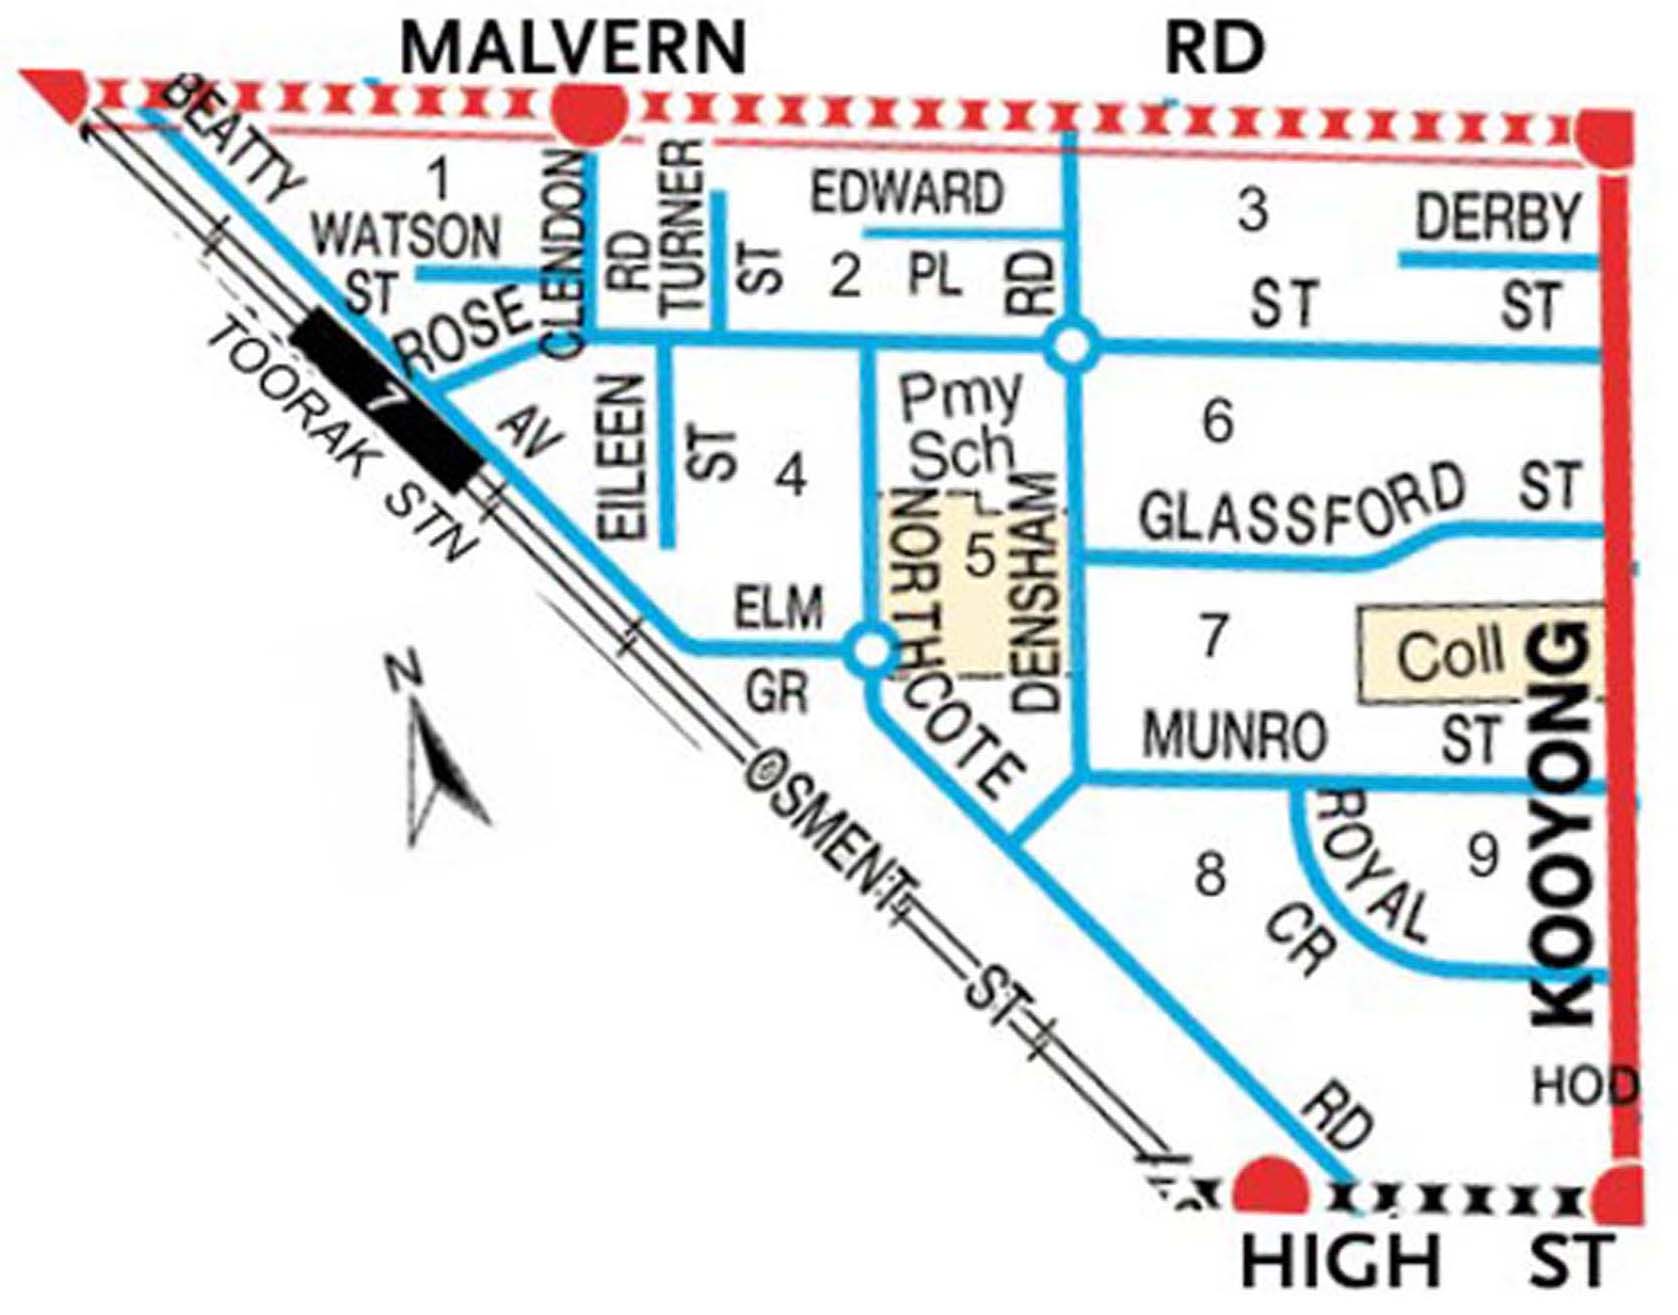 MALVERN RD
BEATTY
AV
1
WATSON
ST
CLENDON
RD
TURNER
ST
EDWARD
PL
2
RD
3
DERBY
ST
ROSE
ST
7
TOORAK STN
EILEEN
ST
4
Pmy
Sch
5
NORTHCOTE
RD
DENSHAM
6
GLASSFORD ST
ELM
GR
7
Coll
MUNRO ST
N
OSMENT ST
8
ROYAL
CR
9
KOOYONG
HOD
HIGH ST